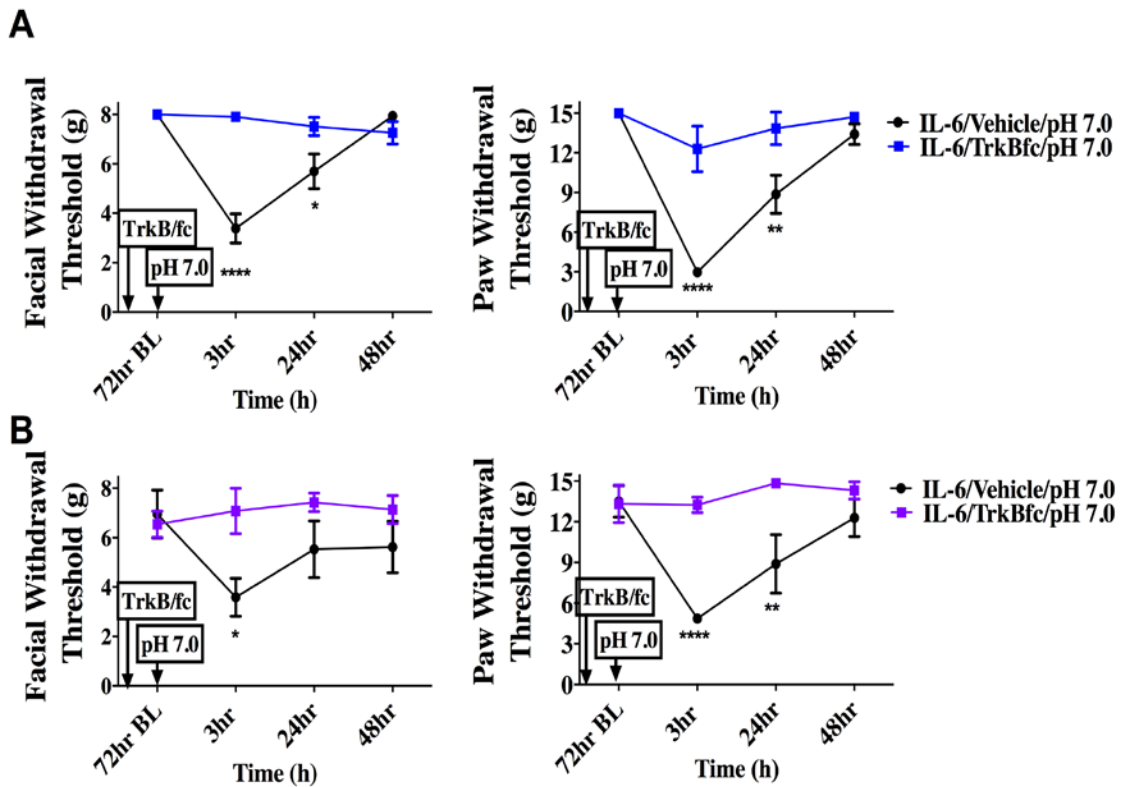 A
Facial Withdrawal
Threshold (g)
8
6
4
2
0
TrkB/fc
pH 7.0
****
*
72hr BL
3hr
24hr
48hr
Time (h)
Paw Withdrawal
Threshold (g)
15
12
9
6
3
0
TrkB/fc
pH 7.0
****
**
72hr BL
3hr
24hr
48hr
Time (h)
IL-6/Vehicle/pH 7.0
IL-6/TrkBfc/pH 7.0
B
Facial Withdrawal
Threshold (g)
8
6
4
2
0
TrkB/fc
pH 7.0
*
72hr BL
3hr
24hr
48hr
Time (h)
Paw Withdrawal
Threshold (g)
15
12
9
6
3
0
TrkB/fc
pH 7.0
****
**
72hr BL
3hr
24hr
48hr
Time (h)
IL-6/Vehicle/pH 7.0
IL-6/TrkBfc/pH 7.0